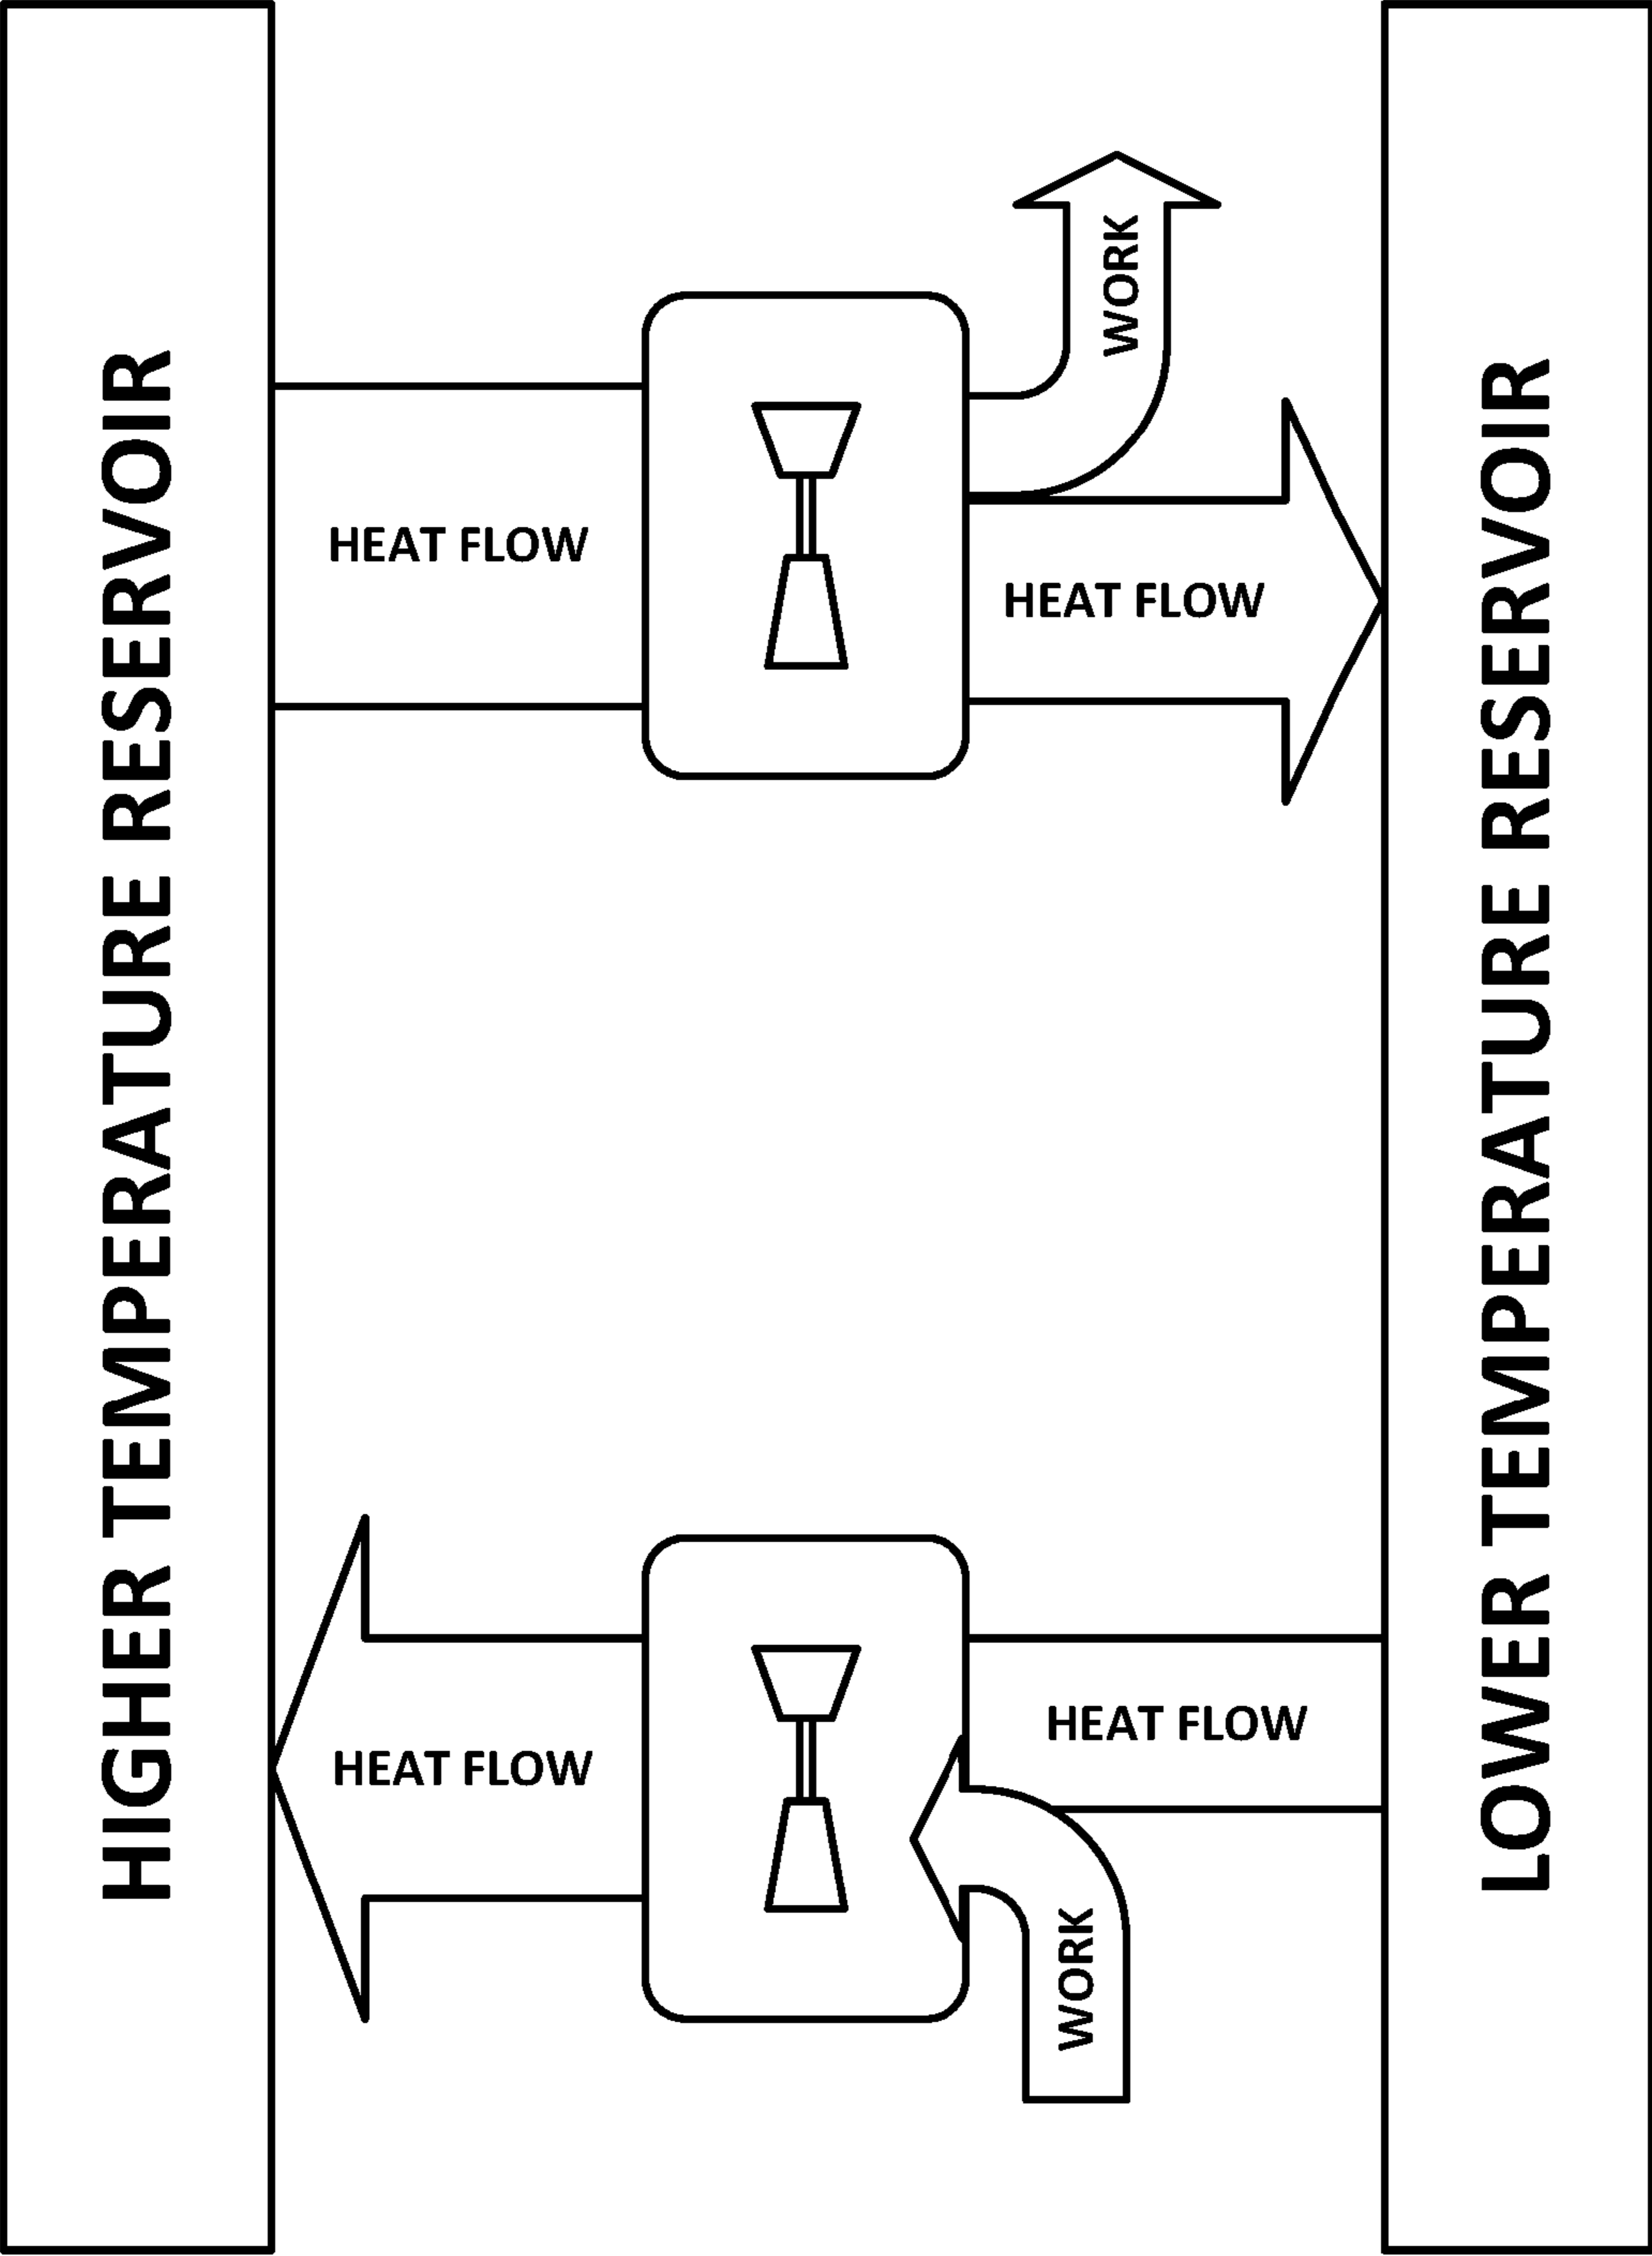 HIGHER TEMPERATURE RESERVOIR
HEAT FLOW
WORK
HEAT FLOW
LOWER TEMPERATURE RESERVOIR
HEAT FLOW
HEAT FLOW
WORK